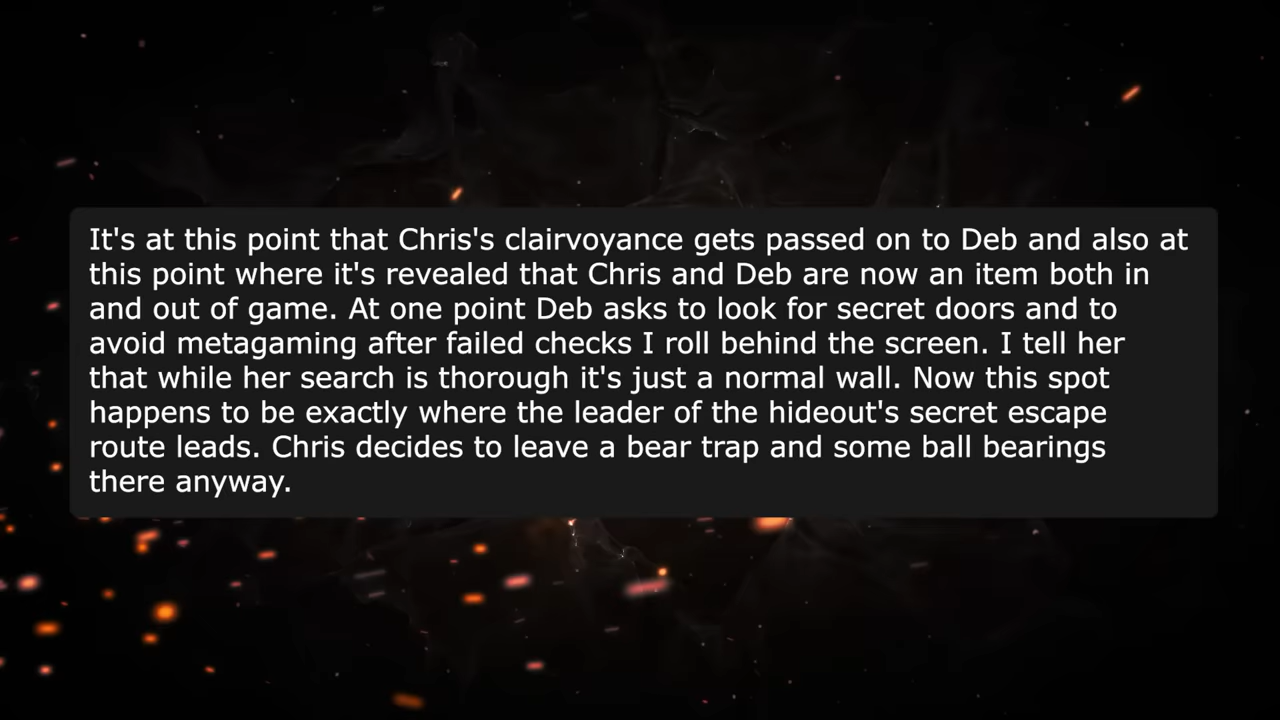 It's at this point that Chris's clairvoyance gets passed on to Deb and also at
this point where it's revealed that Chris and Deb are now an item both in
and out of game. At one point Deb asks to look for secret doors and to
avoid metagaming after failed checks I roll behind the screen. I tell her
that while her search is thorough it's just a normal wall. Now this spot
happens to be exactly where the leader of the hideout's secret escape
route leads. Chris decides to leave a bear trap and some ball bearings
there anyway.